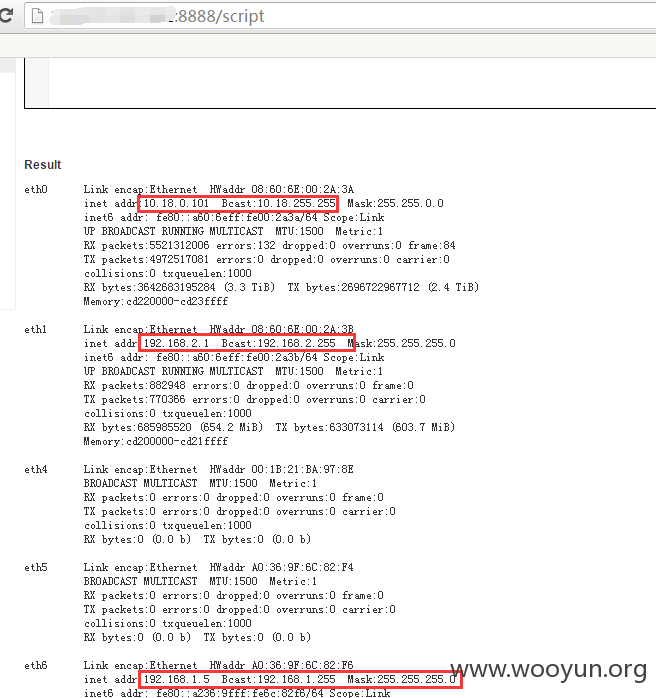 :8888/script
Result
eth0 Link encap:Ethernet HWaddr 08:60:6E:00:2A:3A
inet addr:10.18.0.101 Bcast:10.18.255.255 Mask:255.255.0.0
inet6 addr: fe80::a60:6eff:fe00:2a3a/64 Scope:Link
UP BROADCAST RUNNING MULTICAST MTU:1500 Metric:1
RX packets:5521312006 errors:132 dropped:0 overruns:0 frame:84
TX packets:4972517081 errors:0 dropped:0 overruns:0 carrier:0
collisions:0 txqueuelen:1000
RX bytes:3642683195284 (3.3 TiB) TX bytes:2696722967712 (2.4 TiB)
Memory:cd220000-cd23ffff
eth1 Link encap:Ethernet HWaddr 08:60:6E:00:2A:3B
inet addr:192.168.2.1 Bcast:192.168.2.255 Mask:255.255.255.0
inet6 addr: fe80::a60:6eff:fe00:2a3b/64 Scope:Link
UP BROADCAST RUNNING MULTICAST MTU:1500 Metric:1
RX packets:882948 errors:0 dropped:0 overruns:0 frame:0
TX packets:770366 errors:0 dropped:0 overruns:0 carrier:0
collisions:0 txqueuelen:1000
RX bytes:685985520 (654.2 MiB) TX bytes:633073114 (603.7 MiB)
Memory:cd200000-cd21ffff
eth4 Link encap:Ethernet HWaddr 00:1B:21:BA:97:8E
BROADCAST MULTICAST MTU:1500 Metric:1
RX packets:0 errors:0 dropped:0 overruns:0 frame:0
TX packets:0 errors:0 dropped:0 overruns:0 carrier:0
collisions:0 txqueuelen:1000
RX bytes:0 (0.0 b) TX bytes:0 (0.0 b)
eth5 Link encap:Ethernet HWaddr A0:36:9F:6C:82:F4
BROADCAST MULTICAST MTU:1500 Metric:1
RX packets:0 errors:0 dropped:0 overruns:0 frame:0
TX packets:0 errors:0 dropped:0 overruns:0 carrier:0
collisions:0 txqueuelen:1000
RX bytes:0 (0.0 b) TX bytes:0 (0.0 b)
eth6 Link encap:Ethernet HWaddr A0:36:9F:6C:82:F6
inet addr:192.168.1.5 Bcast:192.168.1.255 Mask:255.255.255.0
inet6 addr: fe80::a236:9fff:fe6c:82f6/64 Scope:Link
www.wooyun.org